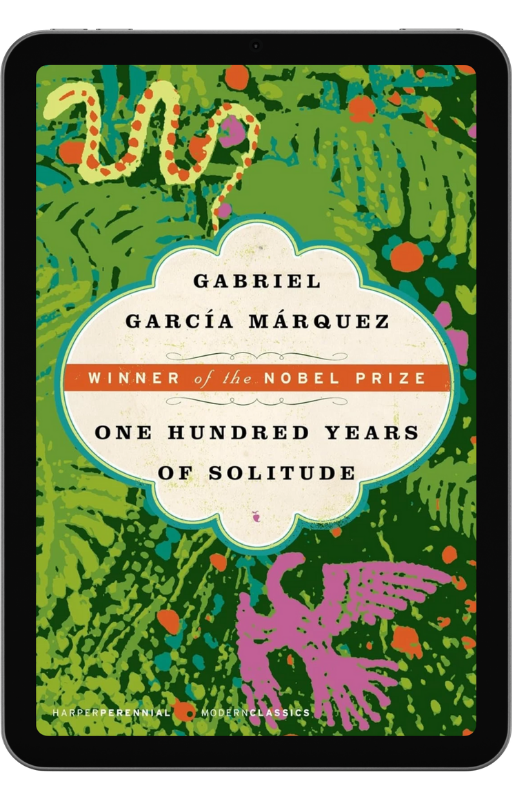 GABRIEL
GARCÍA MÁRQUEZ
WINNER of the NOBEL PRIZE
ONE HUNDRED YEARS
OF SOLITUDE
HARPERPERENNIAL MODERNCLASSICS